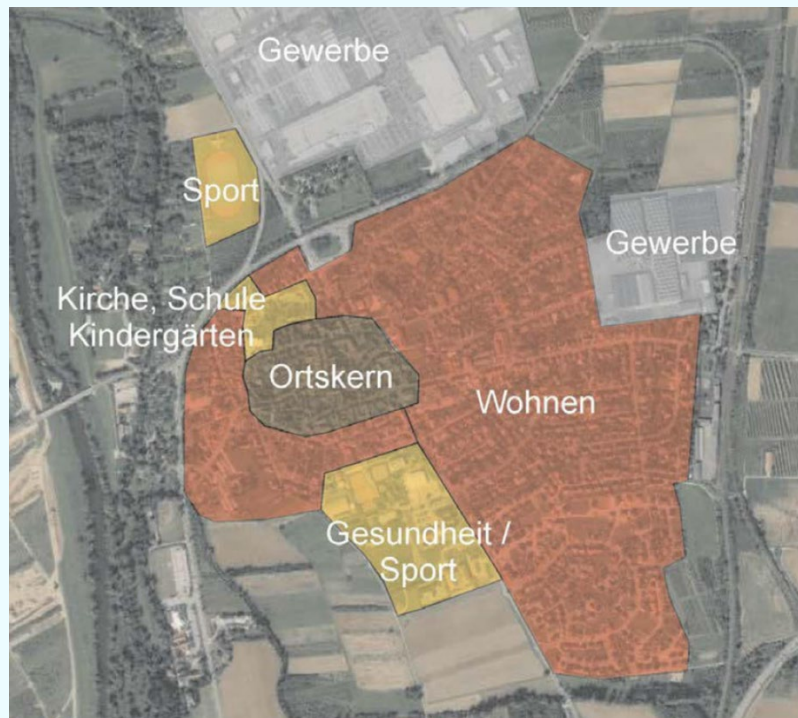 Gewerbe
Sport
Gewerbe
Kirche, Schule
Kindergärten
Ortskern
Wohnen
Gesundheit /
Sport